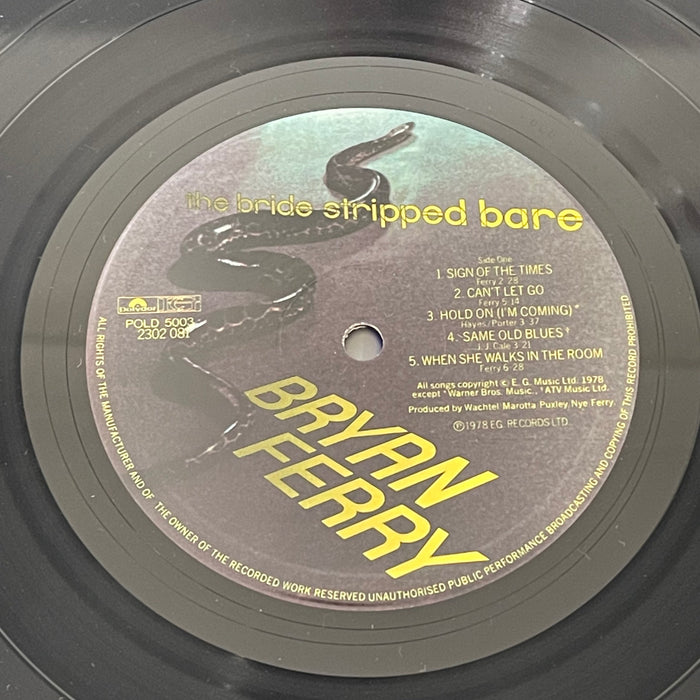 the bride stripped bare
Side One
1. SIGN OF THE TIMES
Ferry 2·28
2. CAN'T LET GO
Ferry 5·14
3. HOLD ON (I'M COMING)*
Hayes/Porter 3·37
4. SAME OLD BLUES†
J. J. Cale 3·21
5. WHEN SHE WALKS IN THE ROOM
Ferry 6·28
All songs copyright © E. G. Music Ltd. 1978
except *Warner Bros. Music., †ATV Music Ltd.
Produced by Wachtel Marotta Puxley Nye Ferry.
℗1978 E.G. RECORDS LTD.
Polydor EG
POLD 5003
2302 081
BRYAN
FERRY
ALL RIGHTS OF THE MANUFACTURER AND OF THE OWNER OF THE RECORDED WORK RESERVED UNAUTHORISED PUBLIC PERFORMANCE BROADCASTING AND COPYING OF THIS RECORD PROHIBITED